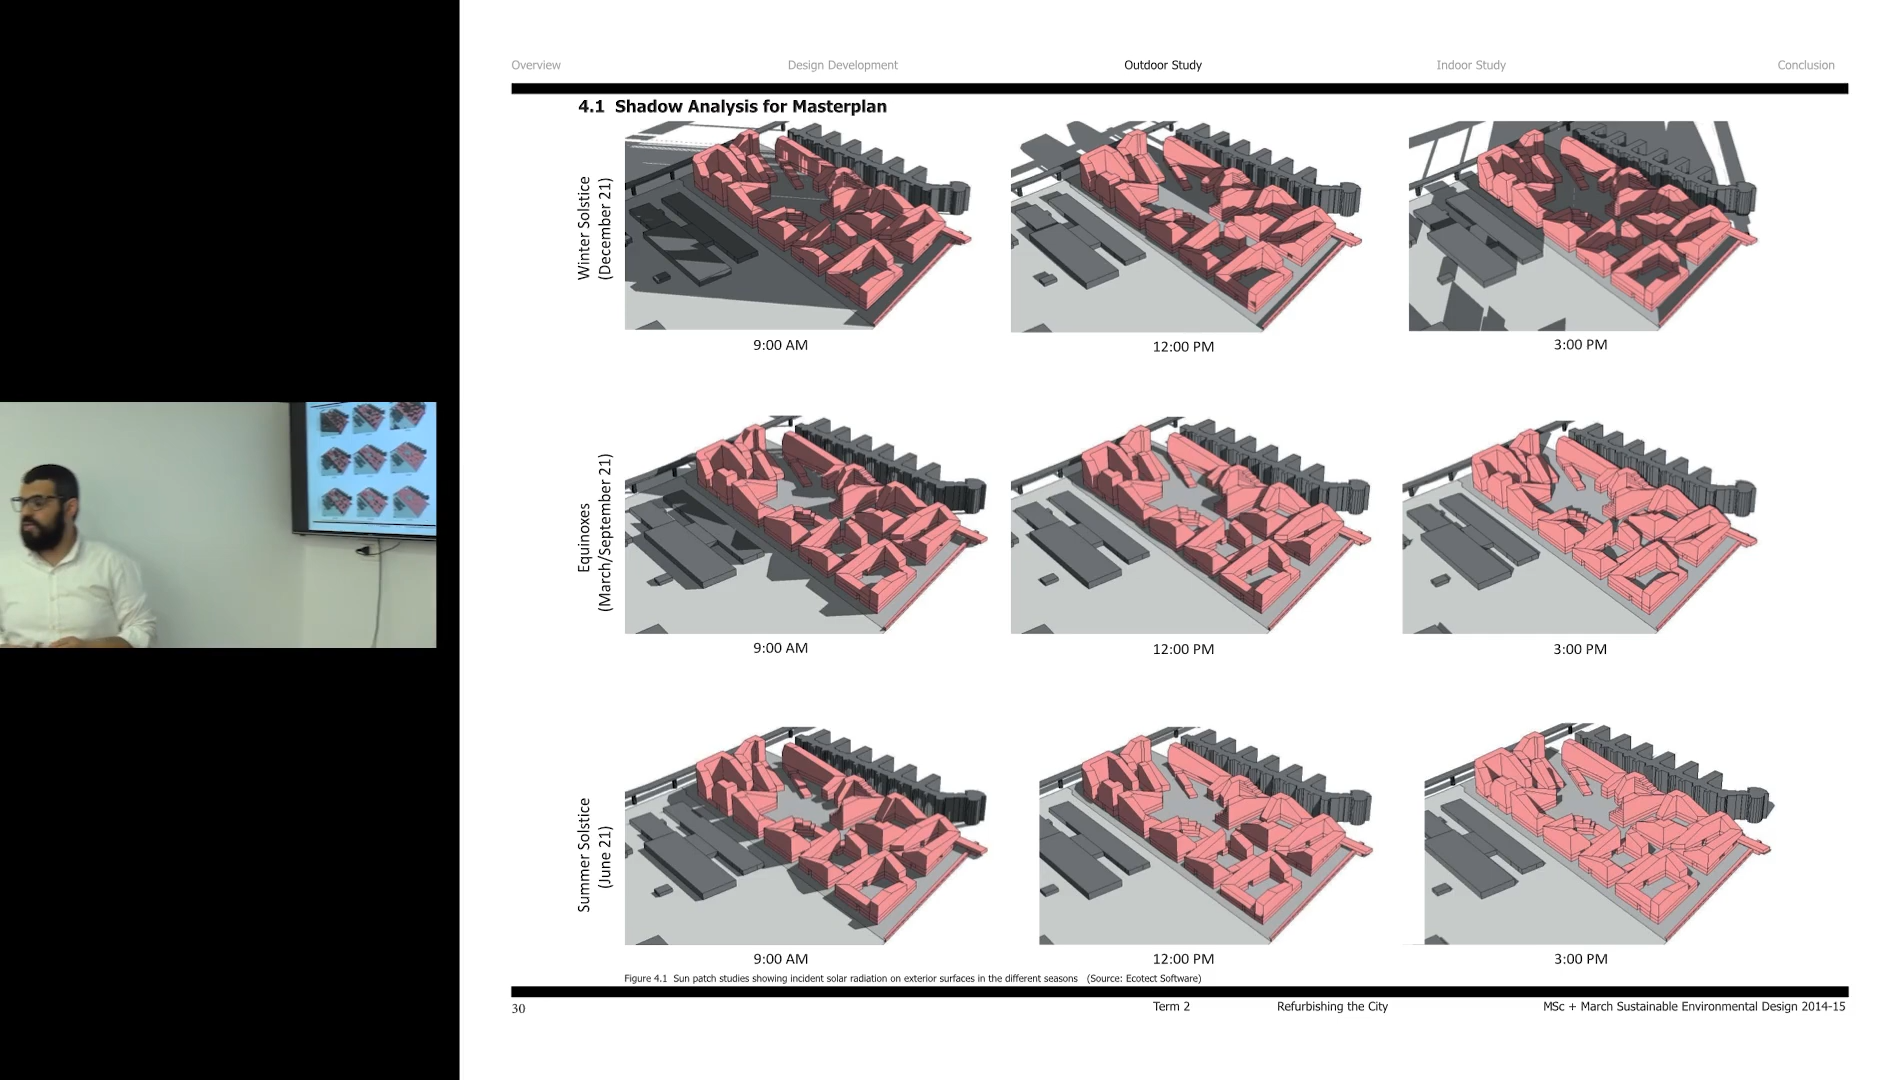 Overview Design Development Outdoor Study Indoor Study Conclusion
4.1 Shadow Analysis for Masterplan
Winter Solstice
(December 21)
9:00 AM 12:00 PM 3:00 PM
Equinoxes
(March/September 21)
9:00 AM 12:00 PM 3:00 PM
Summer Solstice
(June 21)
9:00 AM 12:00 PM 3:00 PM
Figure 4.1 Sun patch studies showing incident solar radiation on exterior surfaces in the different seasons (Source: Ecotect Software)
30 Term 2 Refurbishing the City MSc + March Sustainable Environmental Design 2014-15